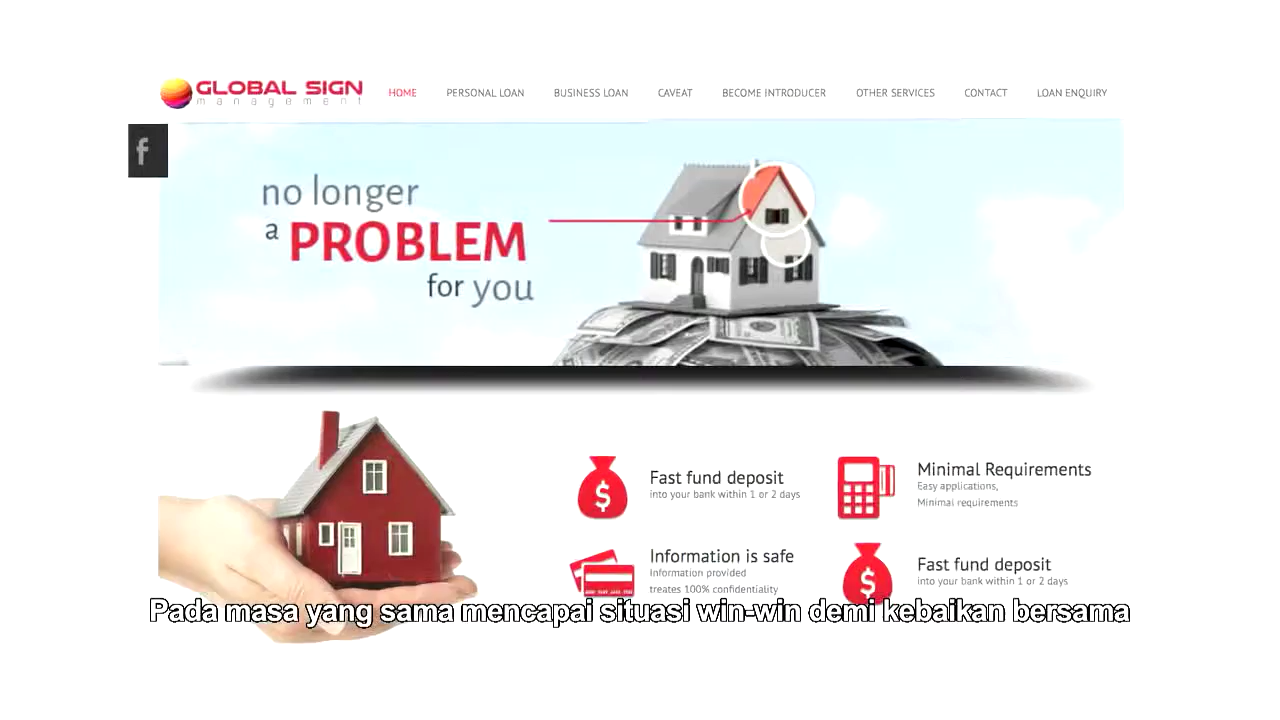 GLOBAL SIGN
management
HOME PERSONAL LOAN BUSINESS LOAN CAVEAT BECOME INTRODUCER OTHER SERVICES CONTACT LOAN ENQUIRY
f
no longer
a PROBLEM
for you
Fast fund deposit
into your bank within 1 or 2 days
Minimal Requirements
Easy applications,
Minimal requirements
Information is safe
Information provided
treates 100% confidentiality
Fast fund deposit
into your bank within 1 or 2 days
Pada masa yang sama mencapai situasi win-win demi kebaikan bersama